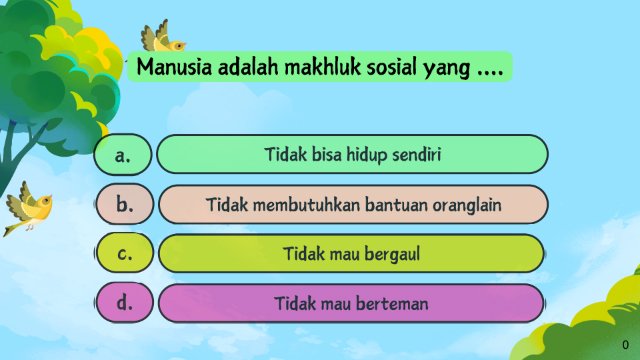 Manusia adalah makhluk sosial yang ....
a. Tidak bisa hidup sendiri
b. Tidak membutuhkan bantuan oranglain
c. Tidak mau bergaul
d. Tidak mau berteman
0